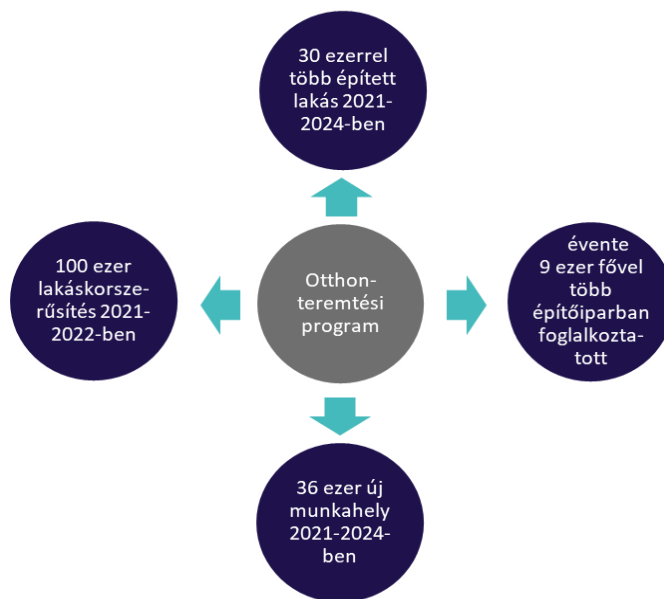 30 ezerrel
több épített
lakás 2021-
2024-ben
100 ezer
lakáskorsze-
rűsítés 2021-
2022-ben
Otthon-
teremtési
program
évente
9 ezer fővel
több
építőiparban
foglalkozta-
tott
36 ezer új
munkahely
2021-2024-
ben